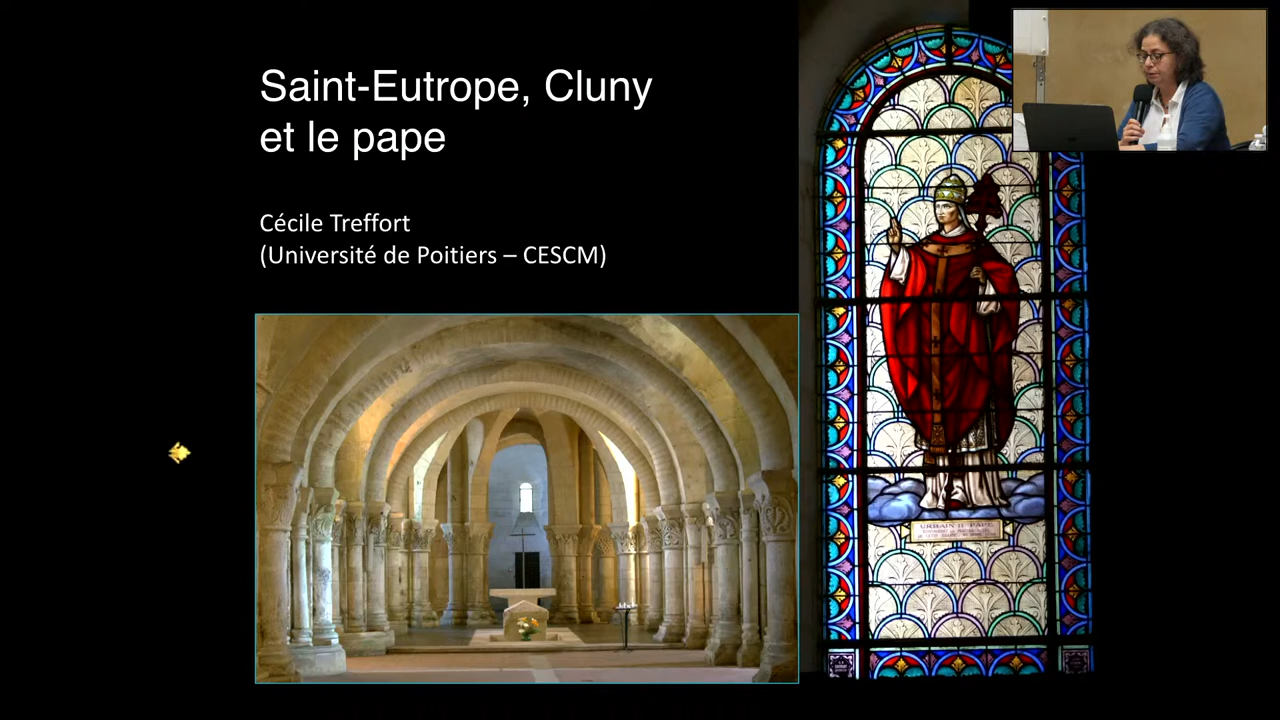 Saint-Eutrope, Cluny
et le pape
Cécile Treffort
(Université de Poitiers – CESCM)
URBAIN II PAPE